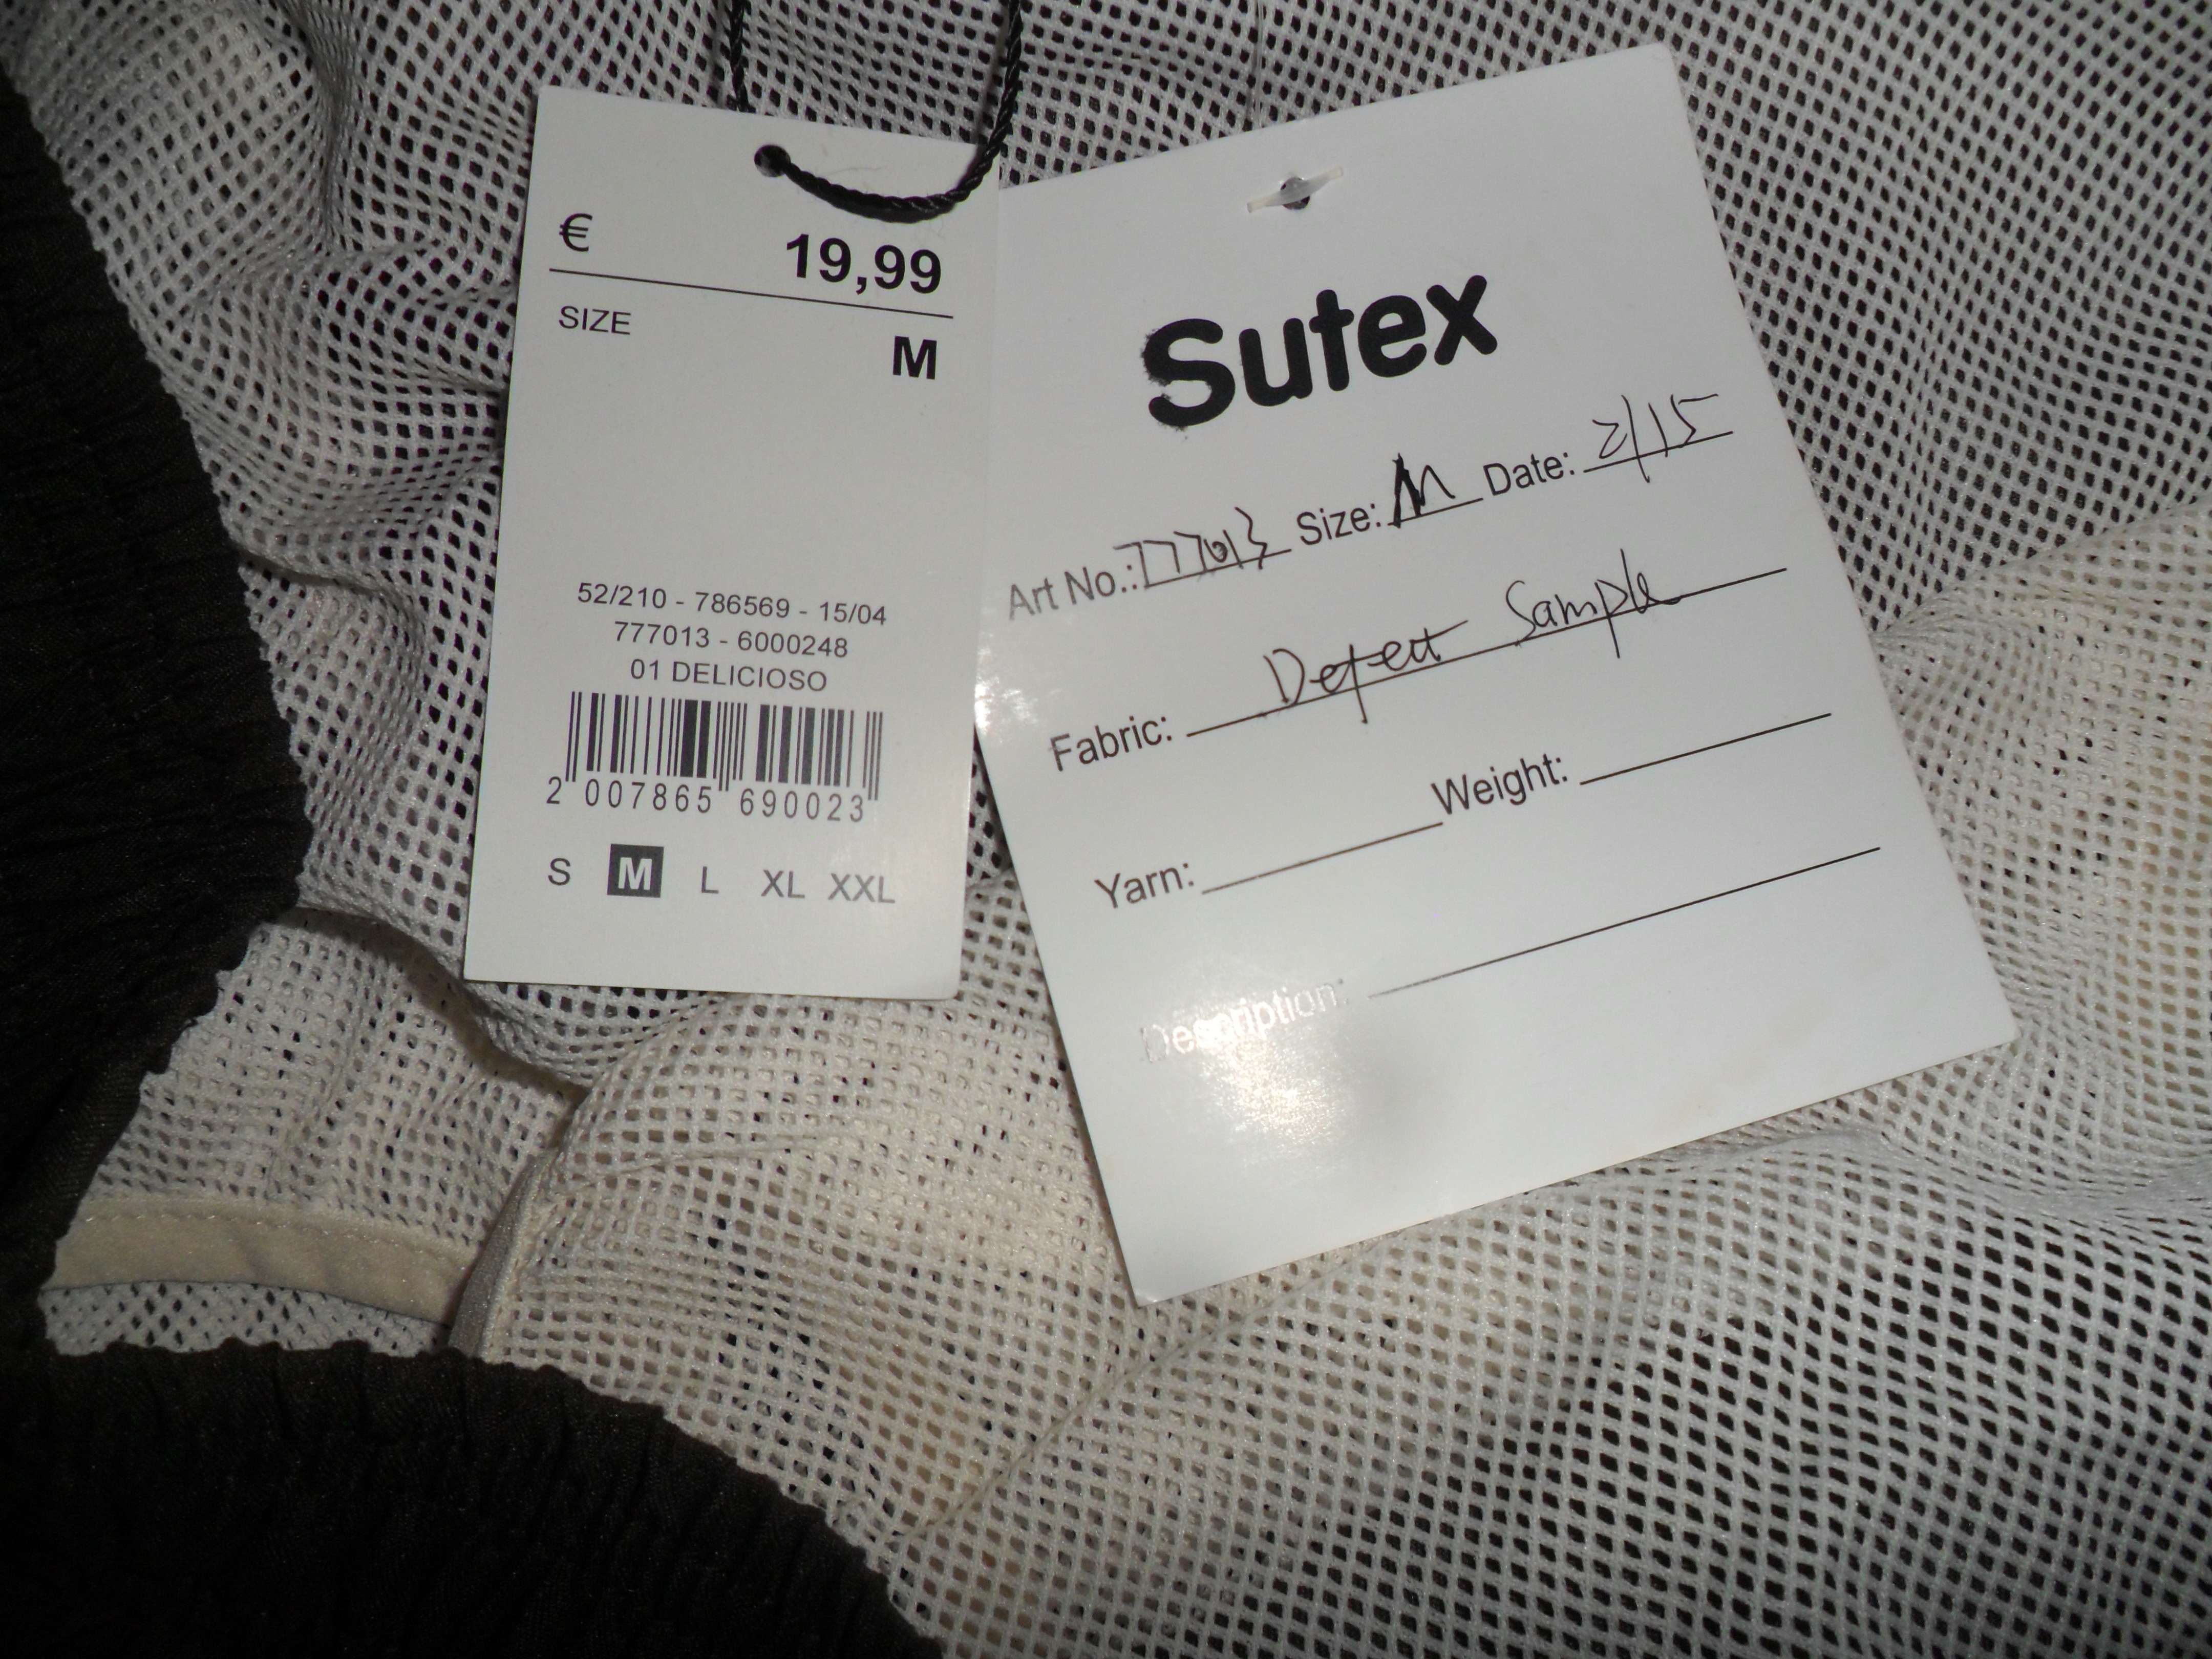 € 19,99
SIZE M
52/210 - 786569 - 15/04
777013 - 6000248
01 DELICIOSO
2 007865 690023
S M L XL XXL
Sutex
Art No.: 777013 Size: M Date: 2/15
Fabric: Defect Sample
Yarn: Weight:
Description: